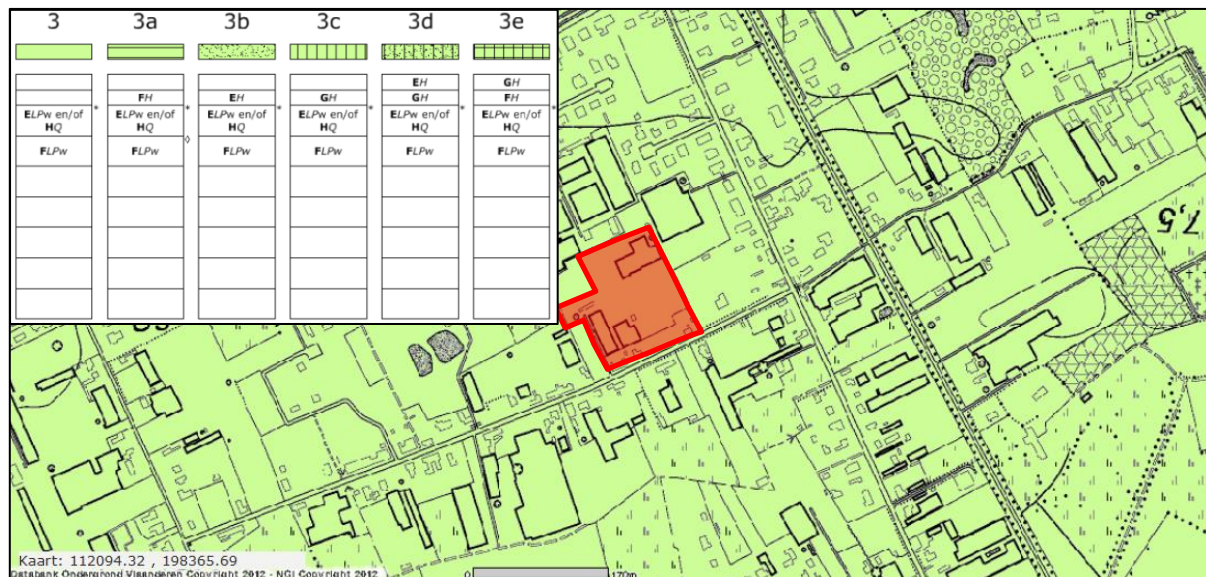 3 3a 3b 3c 3d 3e
EH GH
FH EH GH GH FH
ELPw en/of ELPw en/of ELPw en/of ELPw en/of ELPw en/of ELPw en/of
HQ HQ HQ HQ HQ HQ
FLPw FLPw FLPw FLPw FLPw FLPw
7,5
Kaart: 112094.32 , 198365.69
Databank Ondergrond Vlaanderen Copyright 2012 - NGI Copyright 2012
0 170m